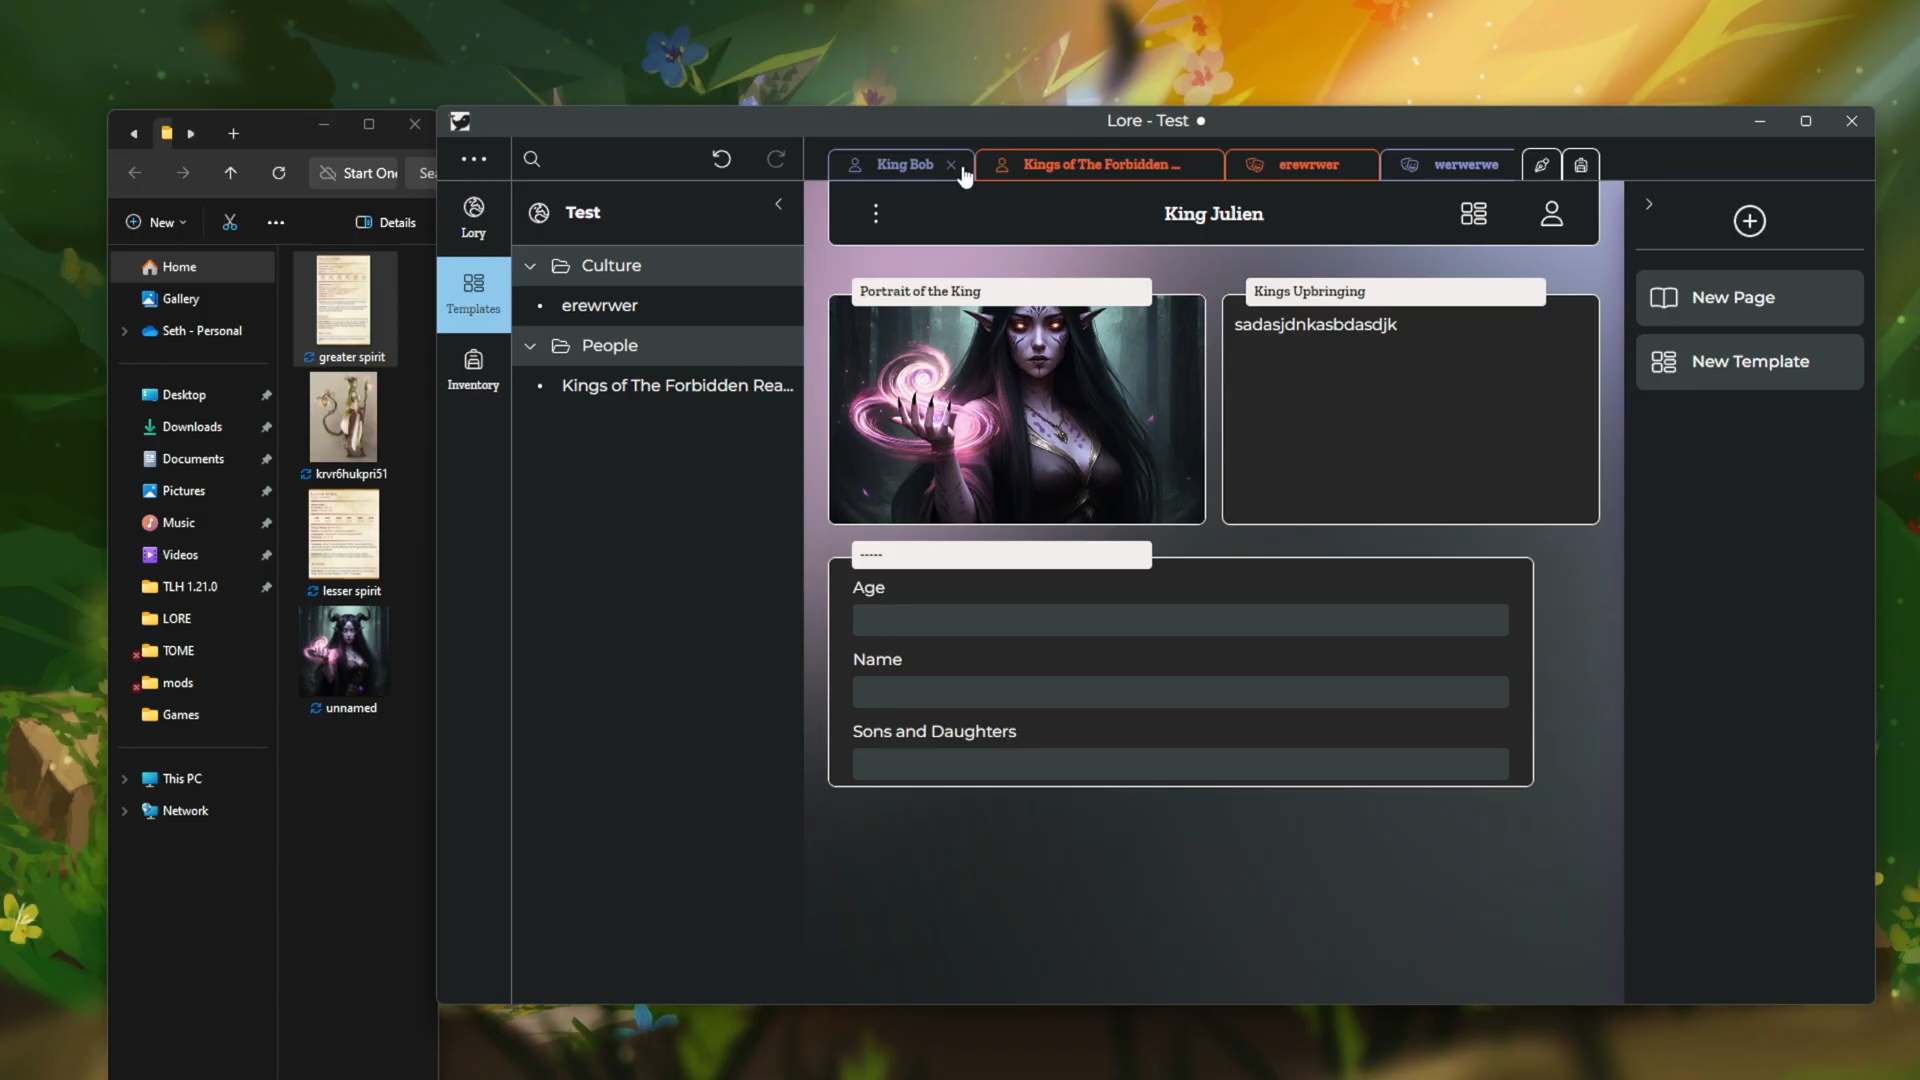 Lore - Test
New
Start One
Sea
Details
Home
Gallery
Seth - Personal
Desktop
Downloads
Documents
Pictures
Music
Videos
TLH 1.21.0
LORE
TOME
mods
Games
This PC
Network
greater spirit
krvr6hukpri51
lesser spirit
unnamed
Lory
Templates
Inventory
Test
Culture
erewrwer
People
Kings of The Forbidden Rea...
King Bob
Kings of The Forbidden ...
erewrwer
werwerwe
King Julien
Portrait of the King
Kings Upbringing
sadasjdnkasbdasdjk
-----
Age
Name
Sons and Daughters
New Page
New Template